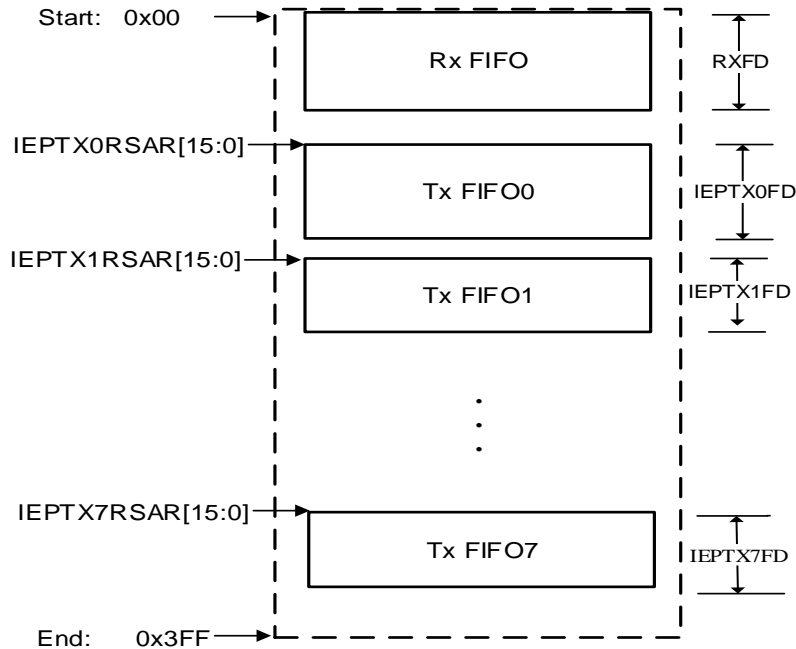 Start: 0x00
Rx FIFO
RXFD
IEPTX0RSAR[15:0]
Tx FIFO0
IEPTX0FD
IEPTX1RSAR[15:0]
Tx FIFO1
IEPTX1FD
IEPTX7RSAR[15:0]
Tx FIFO7
IEPTX7FD
End: 0x3FF